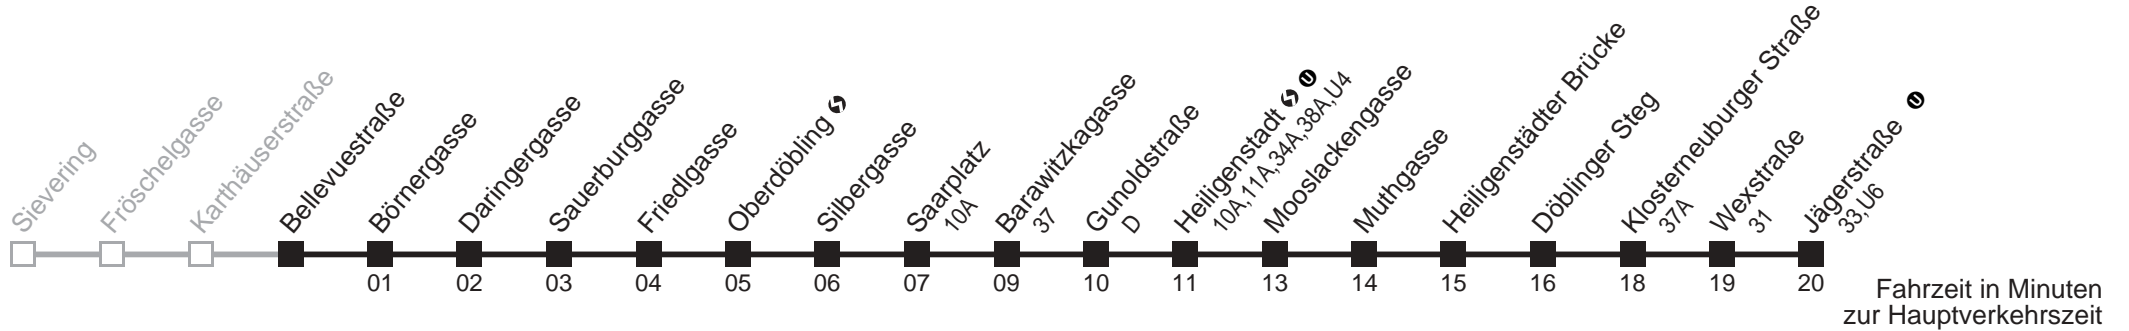 Sievering
Fröschelgasse
Karthäuserstraße
Bellevuestraße
Börnergasse
Daringergasse
Sauerburggasse
Friedlgasse
Oberdöbling
Silbergasse
Saarplatz
10A
Barawitzkagasse
37
Gunoldstraße
D
Heiligenstadt U
10A,11A,34A,38A,U4
Mooslackengasse
Muthgasse
Heiligenstädter Brücke
Döblinger Steg
Klosterneuburger Straße
37A
Wexstraße
31
Jägerstraße U
33,U6
01 02 03 04 05 06 07 09 10 11 13 14 15 16 18 19 20
Fahrzeit in Minuten
zur Hauptverkehrszeit